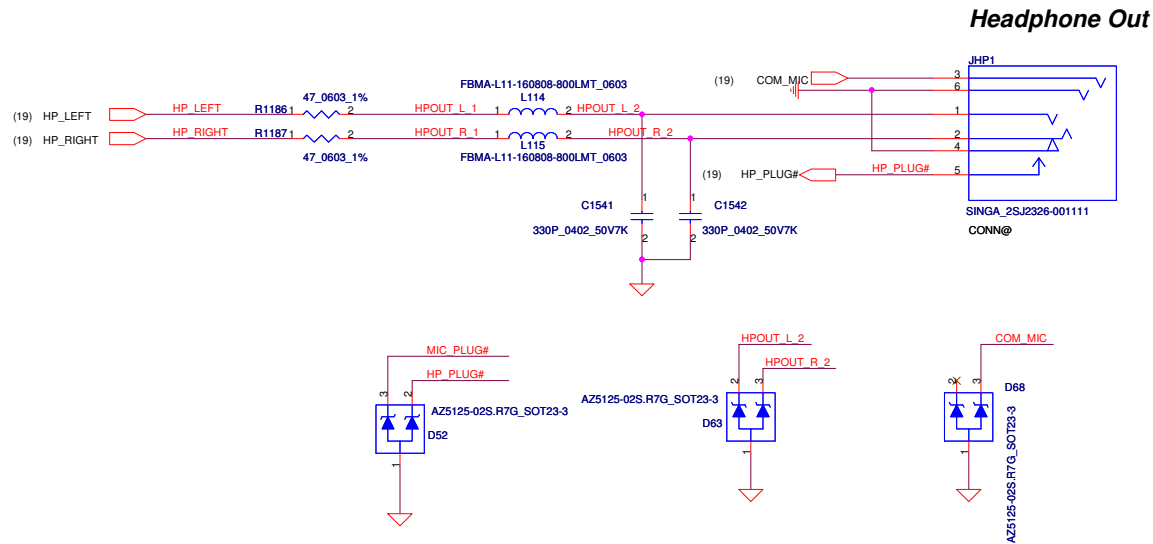 Headphone Out
JHP1
(19) COM_MIC 3
6
FBMA-L11-160808-800LMT_0603
47_0603_1% L114
(19) HP_LEFT HP_LEFT R1186 1 2 HPOUT_L_1 1 2 HPOUT_L_2 1
(19) HP_RIGHT HP_RIGHT R1187 1 2 HPOUT_R_1 1 2 HPOUT_R_2 2
47_0603_1% L115 4
FBMA-L11-160808-800LMT_0603
(19) HP_PLUG# HP_PLUG# 5
1 1
C1541 C1542 SINGA_2SJ2326-001111
330P_0402_50V7K 330P_0402_50V7K CONN@
2 2
HPOUT_L_2 COM_MIC
MIC_PLUG# HPOUT_R_2
HP_PLUG#
3 2 2 3 2 3 D68
AZ5125-02S.R7G_SOT23-3 AZ5125-02S.R7G_SOT23-3 AZ5125-02S.R7G_SOT23-3
D52 D63
1 1 1